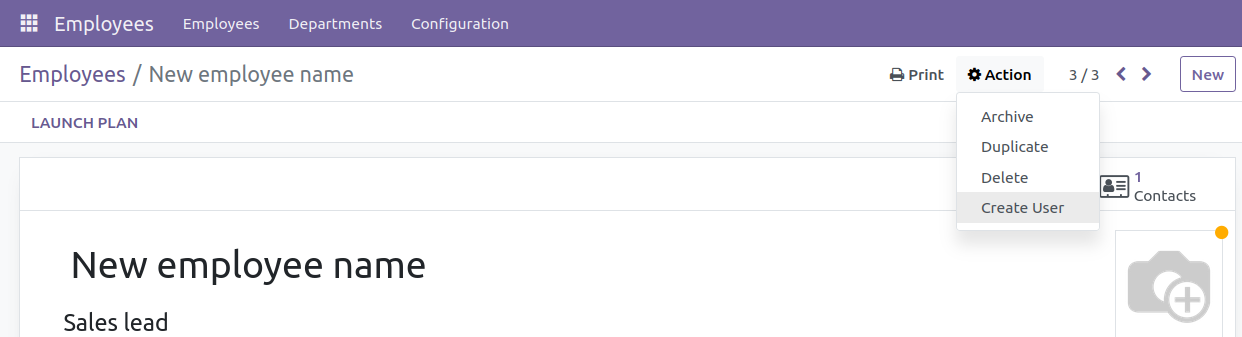 Employees Employees Departments Configuration
Employees / New employee name Print Action 3 / 3 New
LAUNCH PLAN
Archive
Duplicate
Delete
Create User
1
Contacts
New employee name
Sales lead